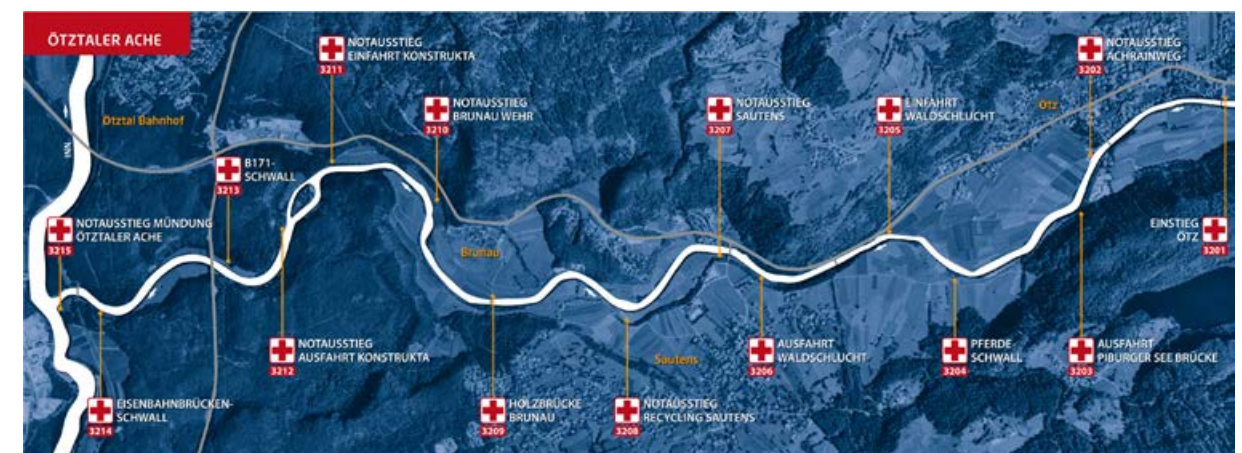 ÖTZTALER ACHE
NOTAUSSTIEG
EINFAHRT KONSTRUKTA
3211
NOTAUSSTIEG
ACHRAINWEG
3202
NOTAUSSTIEG
BRUNAU WEHR
3210
NOTAUSSTIEG
SAUTENS
3207
EINFAHRT
WALDSCHLUCHT
3205
Ötz
Ötztal Bahnhof
INN
B171-
SCHWALL
3213
NOTAUSSTIEG MÜNDUNG
ÖTZTALER ACHE
3215
EINSTIEG
ÖTZ
3201
Brunau
NOTAUSSTIEG
AUSFAHRT KONSTRUKTA
3212
Sautens
AUSFAHRT
WALDSCHLUCHT
3206
PFERDE-
SCHWALL
3204
AUSFAHRT
PIBURGER SEE BRÜCKE
3203
EISENBAHNBRÜCKEN-
SCHWALL
3214
HOLZBRÜCKE
BRUNAU
3209
NOTAUSSTIEG
RECYCLING SAUTENS
3208